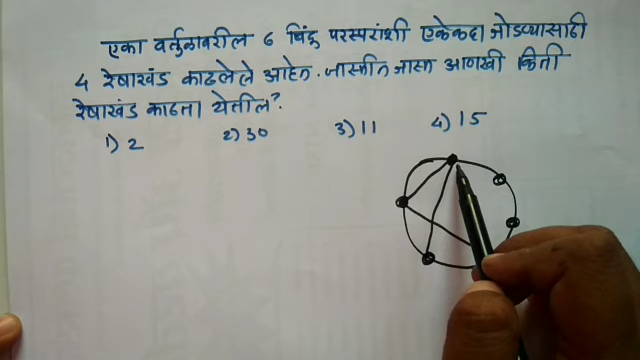 एका वर्तुळावरील ६ बिंदू परस्परांशी एकेकदा जोडण्यासाठी
4 रेषाखंड काढलेले आहेत. जास्तीत जास्त आणखी किती
रेषाखंड काढता येतील?
1) 2 2) 30 3) 11 4) 15